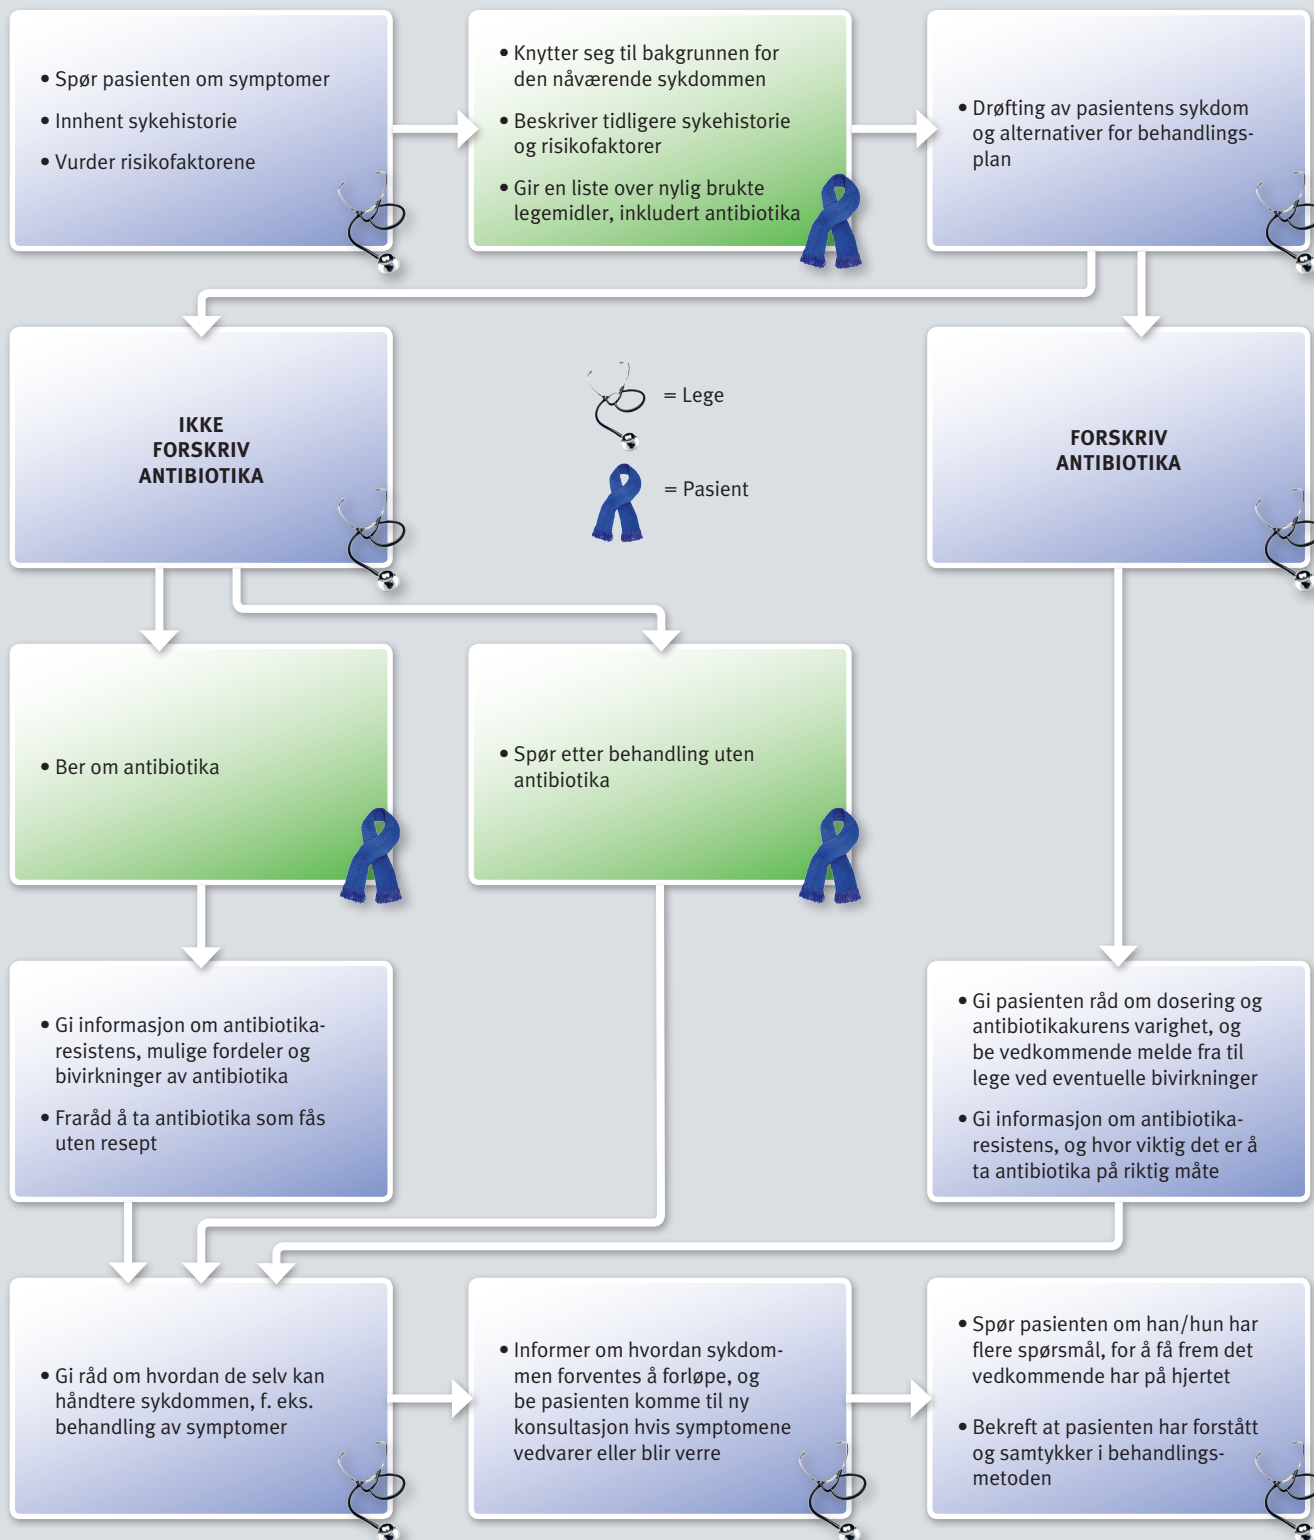 • Spør pasienten om symptomer
• Innhent sykehistorie
• Vurder risikofaktorene
• Knytter seg til bakgrunnen for
den nåværende sykdommen
• Beskriver tidligere sykehistorie
og risikofaktorer
• Gir en liste over nylig brukte
legemidler, inkludert antibiotika
• Drøfting av pasientens sykdom
og alternativer for behandlings-
plan
IKKE
FORSKRIV
ANTIBIOTIKA
= Lege
= Pasient
FORSKRIV
ANTIBIOTIKA
• Ber om antibiotika
• Spør etter behandling uten
antibiotika
• Gi informasjon om antibiotika-
resistens, mulige fordeler og
bivirkninger av antibiotika
• Fraråd å ta antibiotika som fås
uten resept
• Gi pasienten råd om dosering og
antibiotikakurens varighet, og
be vedkommende melde fra til
lege ved eventuelle bivirkninger
• Gi informasjon om antibiotika-
resistens, og hvor viktig det er å
ta antibiotika på riktig måte
• Gi råd om hvordan de selv kan
håndtere sykdommen, f. eks.
behandling av symptomer
• Informer om hvordan sykdom-
men forventes å forløpe, og
be pasienten komme til ny
konsultasjon hvis symptomene
vedvarer eller blir verre
• Spør pasienten om han/hun har
flere spørsmål, for å få frem det
vedkommende har på hjertet
• Bekreft at pasienten har forstått
og samtykker i behandlings-
metoden